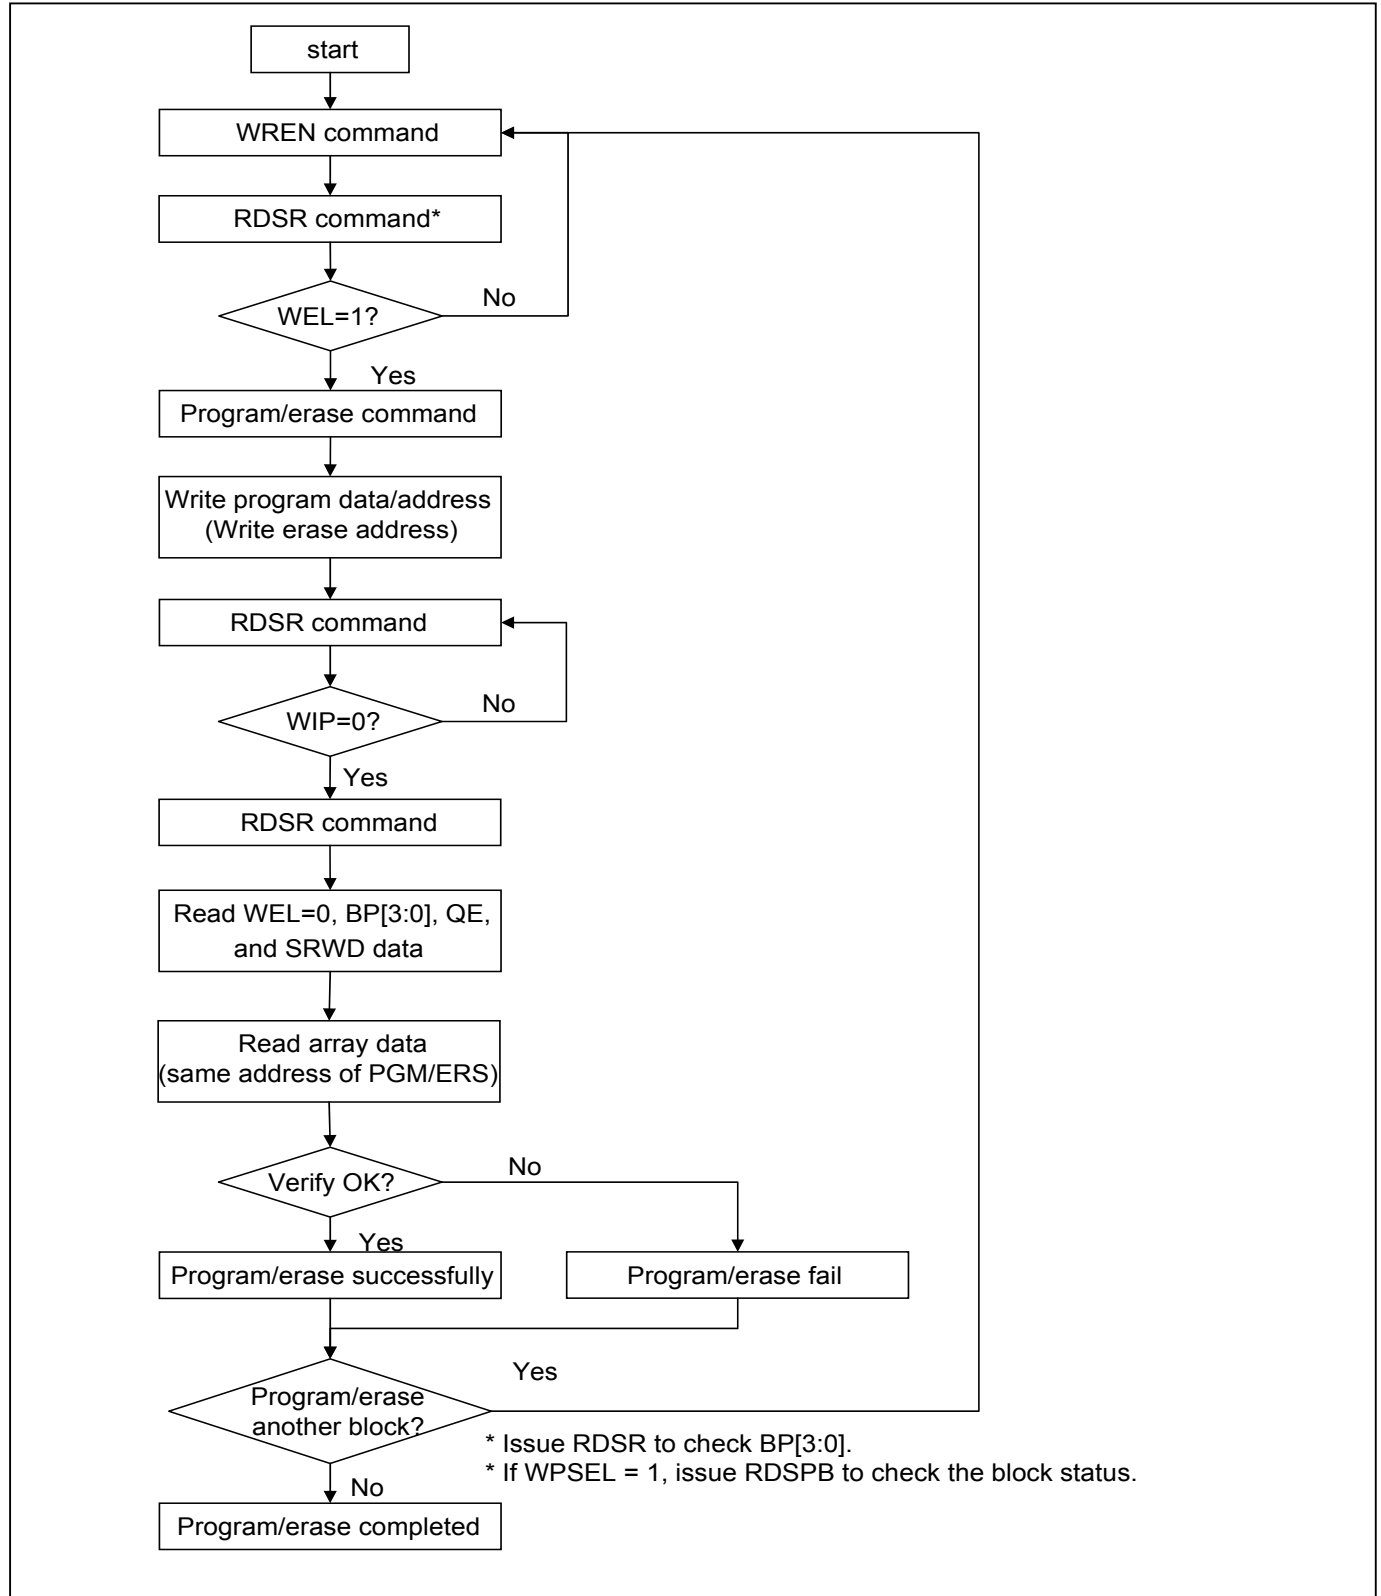 start
WREN command
RDSR command*
WEL=1?
No
Yes
Program/erase command
Write program data/address
(Write erase address)
RDSR command
WIP=0?
No
Yes
RDSR command
Read WEL=0, BP[3:0], QE,
and SRWD data
Read array data
(same address of PGM/ERS)
Verify OK?
No
Yes
Program/erase successfully
Program/erase fail
Program/erase
another block?
Yes
* Issue RDSR to check BP[3:0].
* If WPSEL = 1, issue RDSPB to check the block status.
No
Program/erase completed